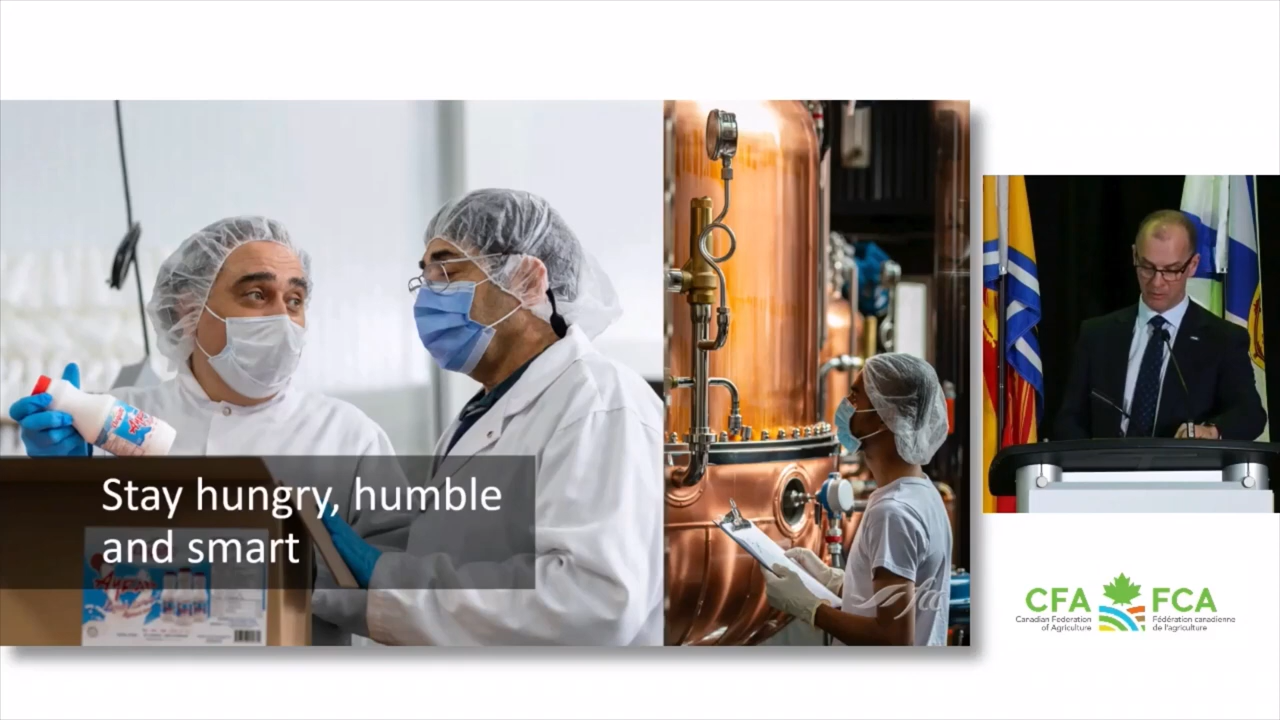 Stay hungry, humble
and smart
CFA
Canadian Federation
of Agriculture
FCA
Fédération canadienne
de l'agriculture